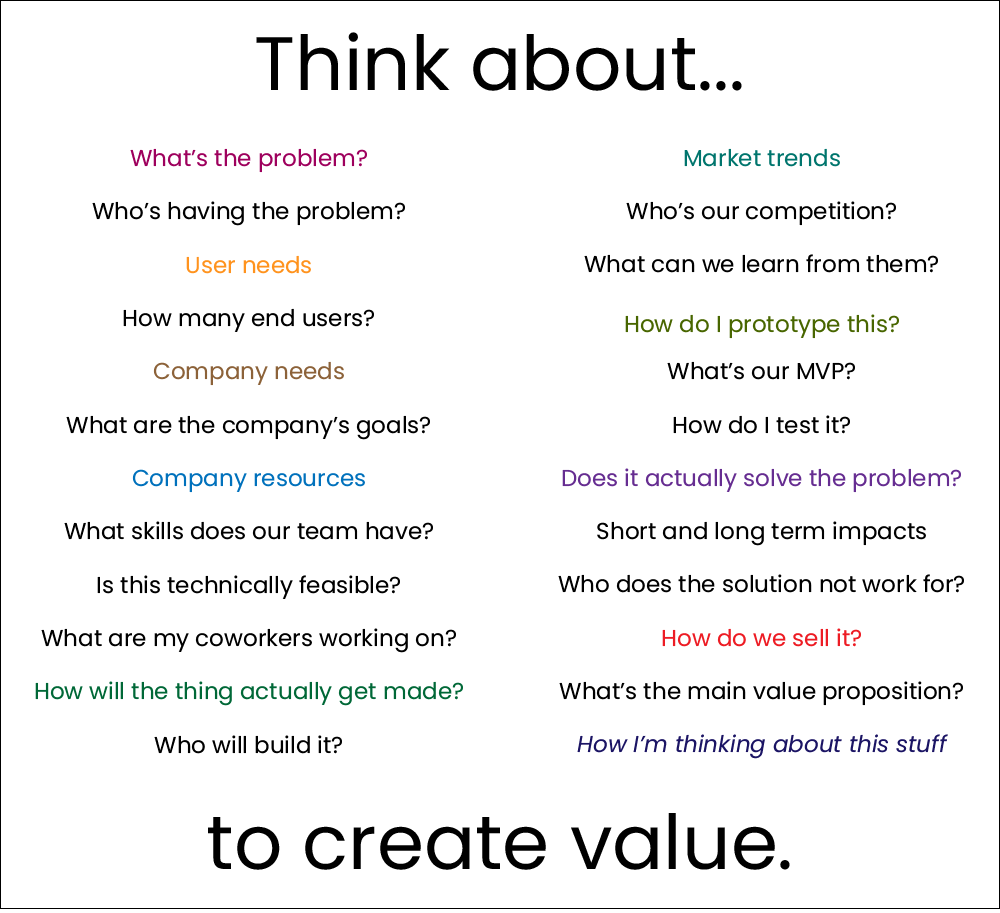 Think about...
What’s the problem?
Who’s having the problem?
User needs
How many end users?
Company needs
What are the company’s goals?
Company resources
What skills does our team have?
Is this technically feasible?
What are my coworkers working on?
How will the thing actually get made?
Who will build it?
Market trends
Who’s our competition?
What can we learn from them?
How do I prototype this?
What’s our MVP?
How do I test it?
Does it actually solve the problem?
Short and long term impacts
Who does the solution not work for?
How do we sell it?
What’s the main value proposition?
How I’m thinking about this stuff
to create value.